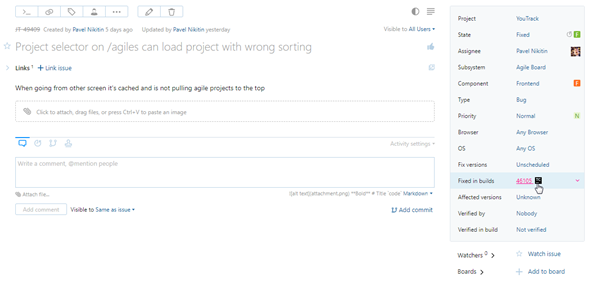 JT-49409 Created by Pavel Nikitin 5 days ago Updated by Pavel Nikitin yesterday
Visible to All Users
Project selector on /agiles can load project with wrong sorting
Links 1 + Link issue
When going from other screen it's cached and is not pulling agile projects to the top
Click to attach, drag files, or press Ctrl+V to paste an image
Activity settings
Write a comment, @mention people
Attach file...
![alt text](attachment.png) **Bold** # Title `code` Markdown
Add comment Visible to Same as issue
Add commit
Project YouTrack
State Fixed F
Assignee Pavel Nikitin
Subsystem Agile Board
Component Frontend F
Type Bug
Priority Normal N
Browser Any Browser
OS Any OS
Fix versions Unscheduled
Fixed in builds 46105
Affected versions Unknown
Verified by Nobody
Verified in build Not verified
Watchers 0 Watch issue
Boards Add to board